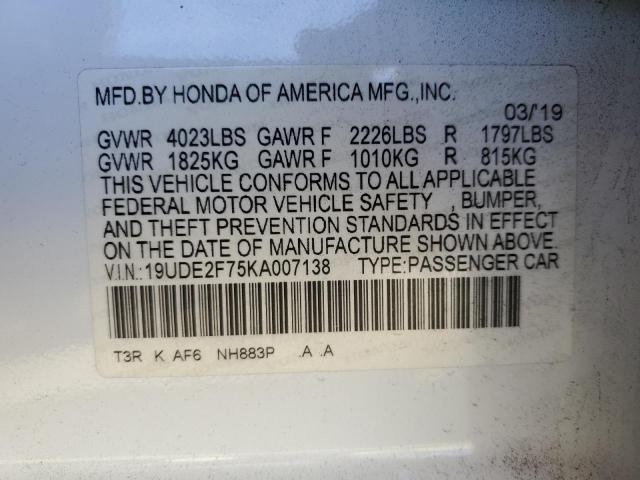 MFD.BY HONDA OF AMERICA MFG.,INC.
03/'19
GVWR 4023LBS GAWR F 2226LBS R 1797LBS
GVWR 1825KG GAWR F 1010KG R 815KG
THIS VEHICLE CONFORMS TO ALL APPLICABLE
FEDERAL MOTOR VEHICLE SAFETY , BUMPER,
AND THEFT PREVENTION STANDARDS IN EFFECT
ON THE DATE OF MANUFACTURE SHOWN ABOVE.
V.I.N.:19UDE2F75KA007138 TYPE:PASSENGER CAR
T3R K AF6 NH883P .A .A